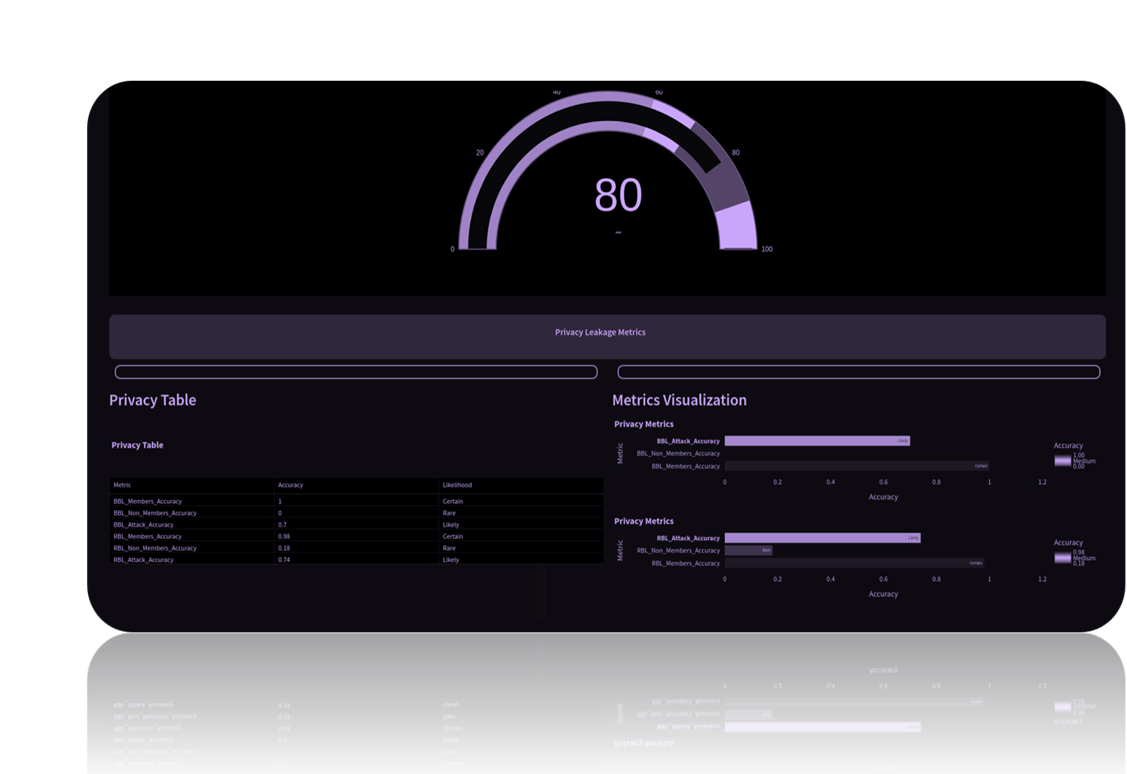 40 60
20 80
80
-
0 100
Privacy Leakage Metrics
Privacy Table
Privacy Table
Metric Accuracy Likelihood
BBL_Members_Accuracy 1 Certain
BBL_Non_Members_Accuracy 0 Rare
BBL_Attack_Accuracy 0.7 Likely
RBL_Members_Accuracy 0.98 Certain
RBL_Non_Members_Accuracy 0.18 Rare
RBL_Attack_Accuracy 0.74 Likely
Metrics Visualization
Privacy Metrics
Metric
BBL_Attack_Accuracy Likely
BBL_Non_Members_Accuracy
BBL_Members_Accuracy Certain
0 0.2 0.4 0.6 0.8 1 1.2
Accuracy
Accuracy
1.00
Medium
0.00
Privacy Metrics
Metric
RBL_Attack_Accuracy Likely
RBL_Non_Members_Accuracy Rare
RBL_Members_Accuracy Certain
0 0.2 0.4 0.6 0.8 1 1.2
Accuracy
Accuracy
0.98
Medium
0.18